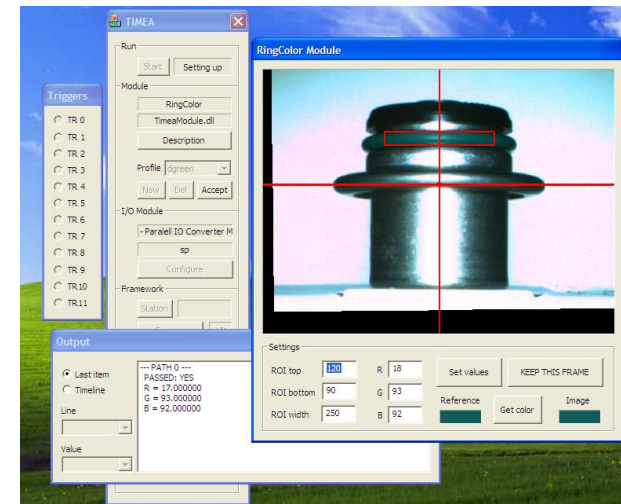 TIMEA
Run
Start
Setting up
Module
RingColor
TimeaModule.dll
Description
Profile
dgreen
New
Del
Accept
I/O Module
- Paralell IO Converter M
sp
Configure
Framework
Station
Triggers
TR 0
TR 1
TR 2
TR 3
TR 4
TR 5
TR 6
TR 7
TR 8
TR 9
TR10
TR11
RingColor Module
Settings
ROI top 120 R 18
ROI bottom 90 G 93
ROI width 250 B 92
Set values
KEEP THIS FRAME
Reference
Get color
Image
Output
Last item
Timeline
Line
Value
--- PATH 0 ---
PASSED: YES
R = 17.000000
G = 93.000000
B = 92.000000